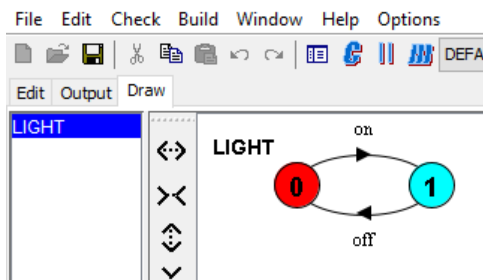 File Edit Check Build Window Help Options
DEFA
Edit Output Draw
LIGHT
LIGHT
on
0
1
off